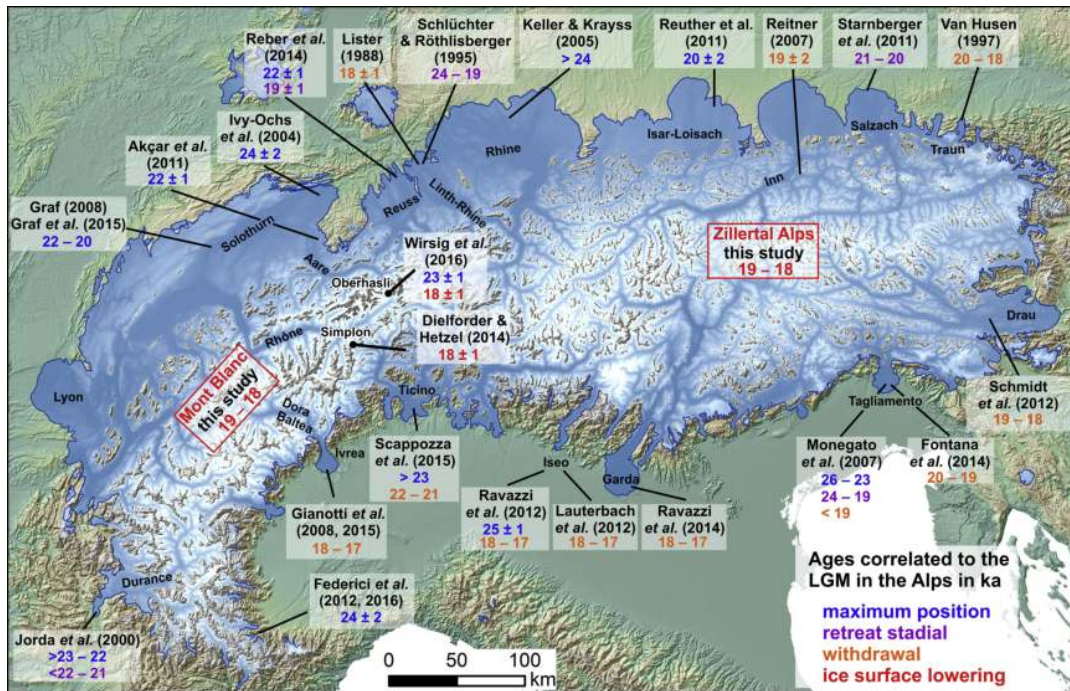 Reber et al.
(2014)
22 ± 1
19 ± 1
Lister
(1988)
18 ± 1
Schlüchter
& Röthlisberger
(1995)
24 – 19
Keller & Krayss
(2005)
> 24
Reuther et al.
(2011)
20 ± 2
Reitner
(2007)
19 ± 2
Starnberger
et al. (2011)
21 – 20
Van Husen
(1997)
20 – 18
Ivy-Ochs
et al. (2004)
24 ± 2
Akçar et al.
(2011)
22 ± 1
Graf (2008)
Graf et al. (2015)
22 – 20
Rhine
Isar-Loisach
Salzach
Traun
Inn
Reuss
Linth-Rhine
Solothurn
Aare
Wirsig et al.
(2016)
23 ± 1
18 ± 1
Oberhasli
Zillertal Alps
this study
19 – 18
Rhône
Simplon
Dielforder &
Hetzel (2014)
18 ± 1
Drau
Lyon
Mont Blanc
this study
19 – 18
Dora
Baltea
Ivrea
Ticino
Tagliamento
Schmidt
et al. (2012)
19 – 18
Scappozza
et al. (2015)
> 23
22 – 21
Iseo
Garda
Monegato
et al. (2007)
26 – 23
24 – 19
< 19
Fontana
et al. (2014)
20 – 19
Gianotti et al.
(2008, 2015)
18 – 17
Ravazzi
et al. (2012)
25 ± 1
18 – 17
Lauterbach
et al. (2012)
18 – 17
Ravazzi
et al. (2014)
18 – 17
Durance
Federici et al.
(2012, 2016)
24 ± 2
Jorda et al. (2000)
>23 – 22
<22 – 21
0 50 100
km
Ages correlated to the
LGM in the Alps in ka
maximum position
retreat stadial
withdrawal
ice surface lowering